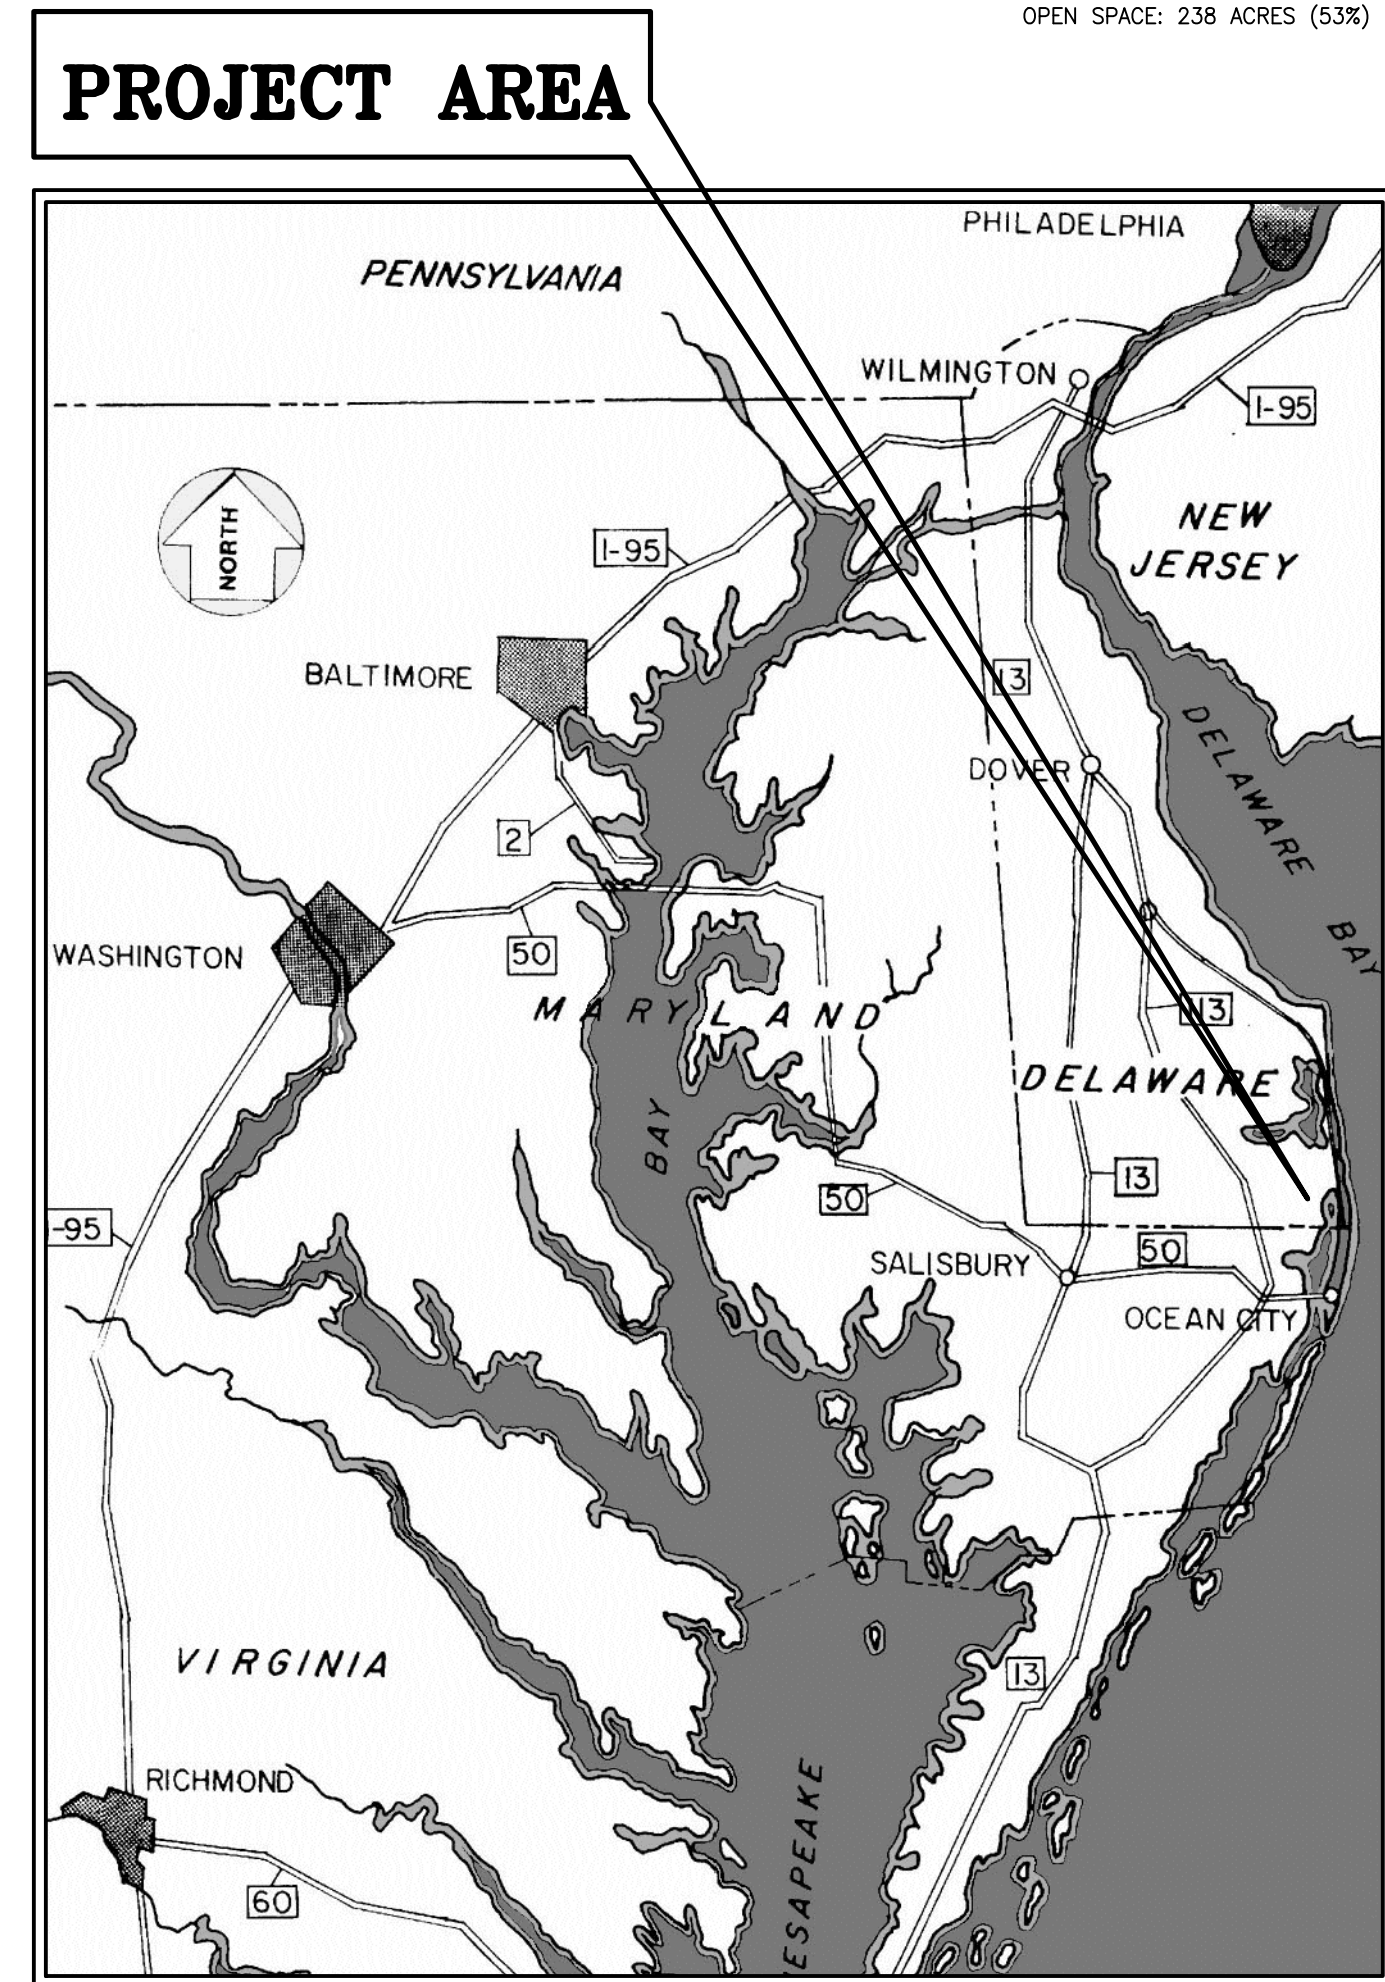 OPEN SPACE: 238 ACRES (53%)
PROJECT AREA
PHILADELPHIA
PENNSYLVANIA
WILMINGTON
I-95
NEW
JERSEY
NORTH
I-95
BALTIMORE
13
DELAWARE
BAY
DOVER
2
WASHINGTON
50
MARYLAND
113
DELAWARE
BAY
13
50
-95
50
SALISBURY
OCEAN CITY
VIRGINIA
13
RICHMOND
ESAPEAKE
60